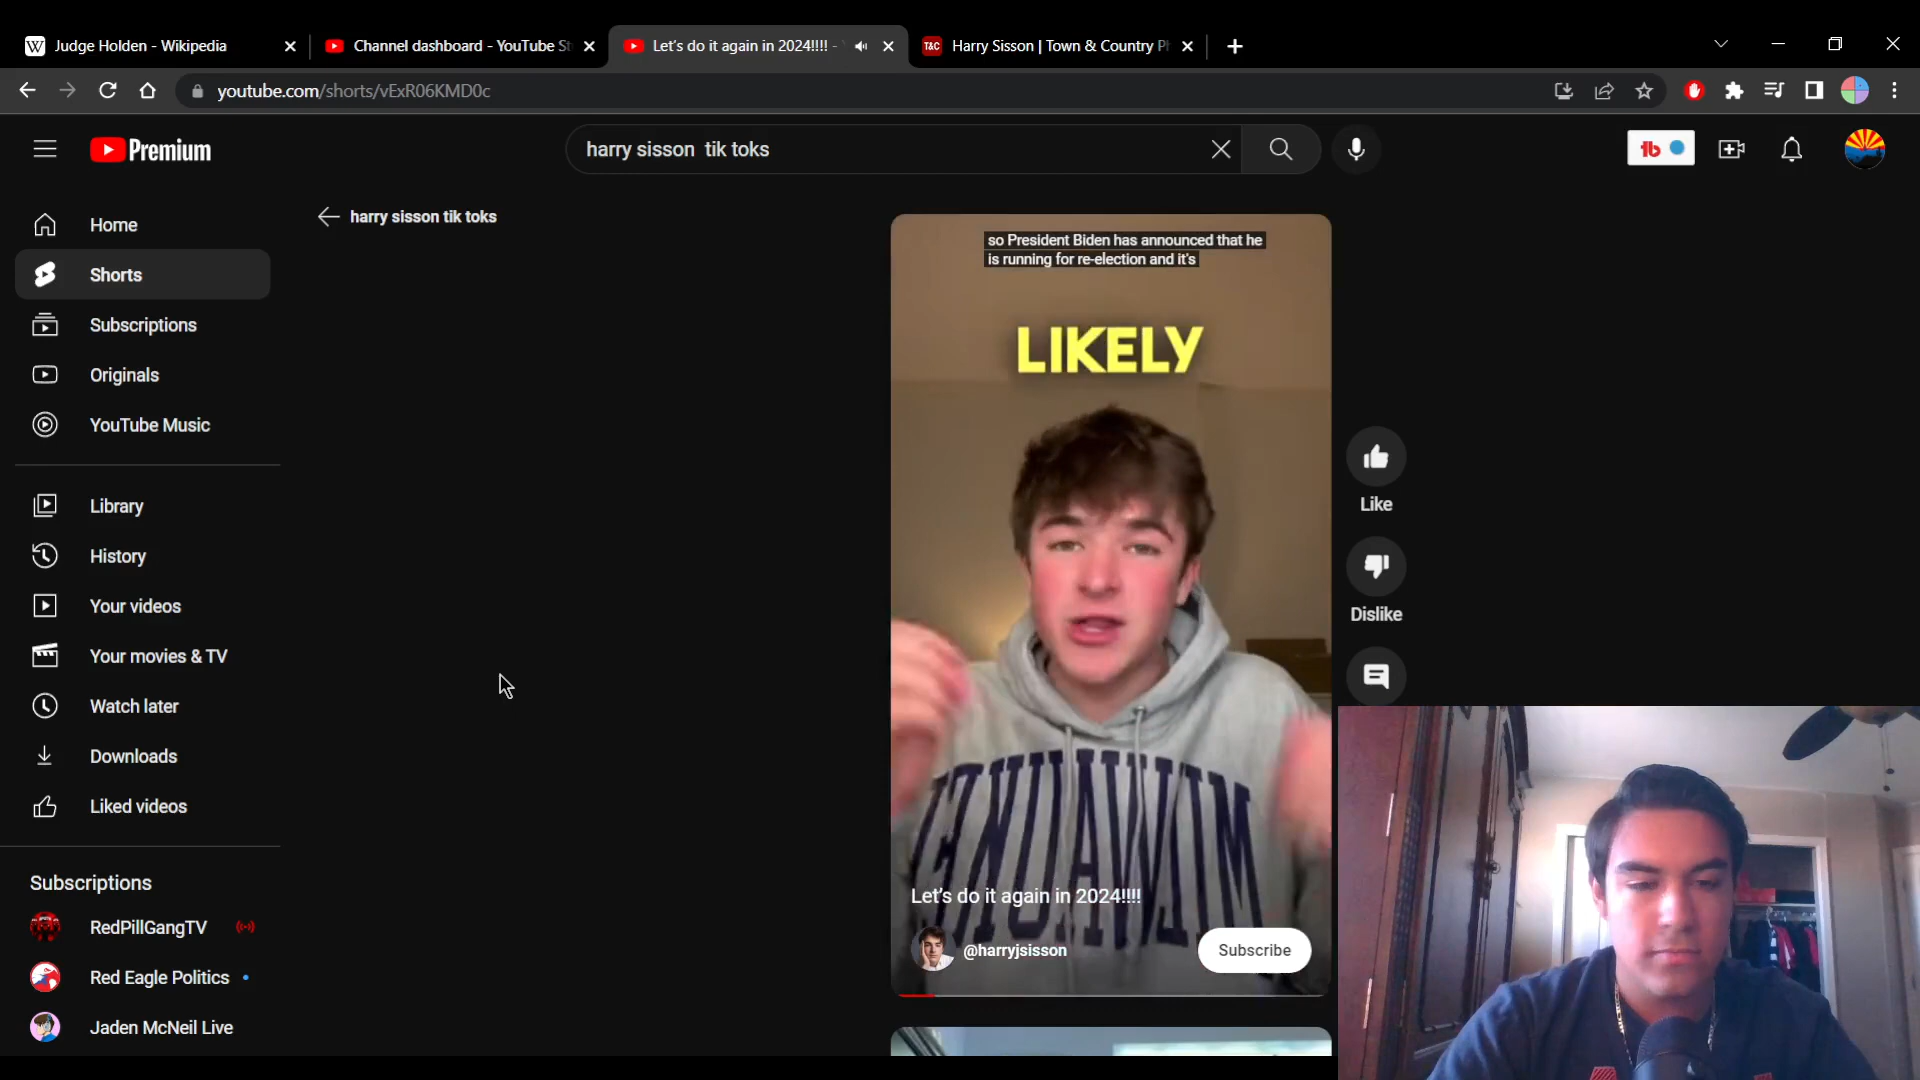 Judge Holden - Wikipedia
Channel dashboard - YouTube St
Let's do it again in 2024!!!! -
T&C
Harry Sisson | Town & Country Pl
youtube.com/shorts/vExR06KMD0c
Premium
harry sisson  tik toks
tb
Home
Shorts
Subscriptions
Originals
YouTube Music
Library
History
Your videos
Your movies & TV
Watch later
Downloads
Liked videos
Subscriptions
RedPillGangTV
Red Eagle Politics
Jaden McNeil Live
harry sisson tik toks
so President Biden has announced that he
is running for re-election and it's
LIKELY
Let's do it again in 2024!!!!
@harryjsisson
Subscribe
Like
Dislike